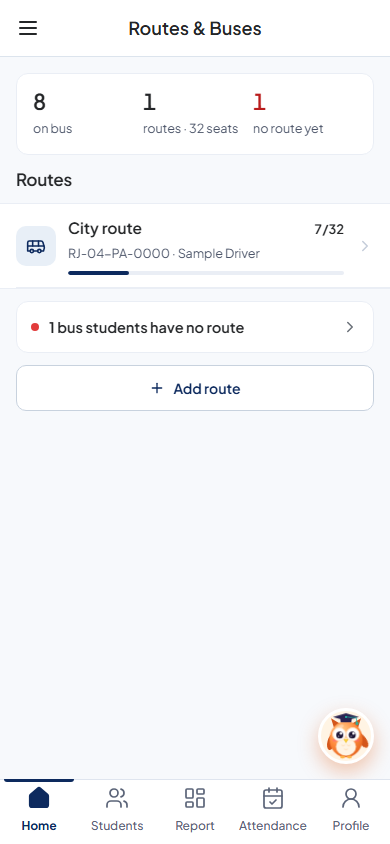 Routes & Buses
8
on bus
1
routes · 32 seats
1
no route yet
Routes
City route
7/32
RJ-04-PA-0000 · Sample Driver
1 bus students have no route
+ Add route
Home
Students
Report
Attendance
Profile